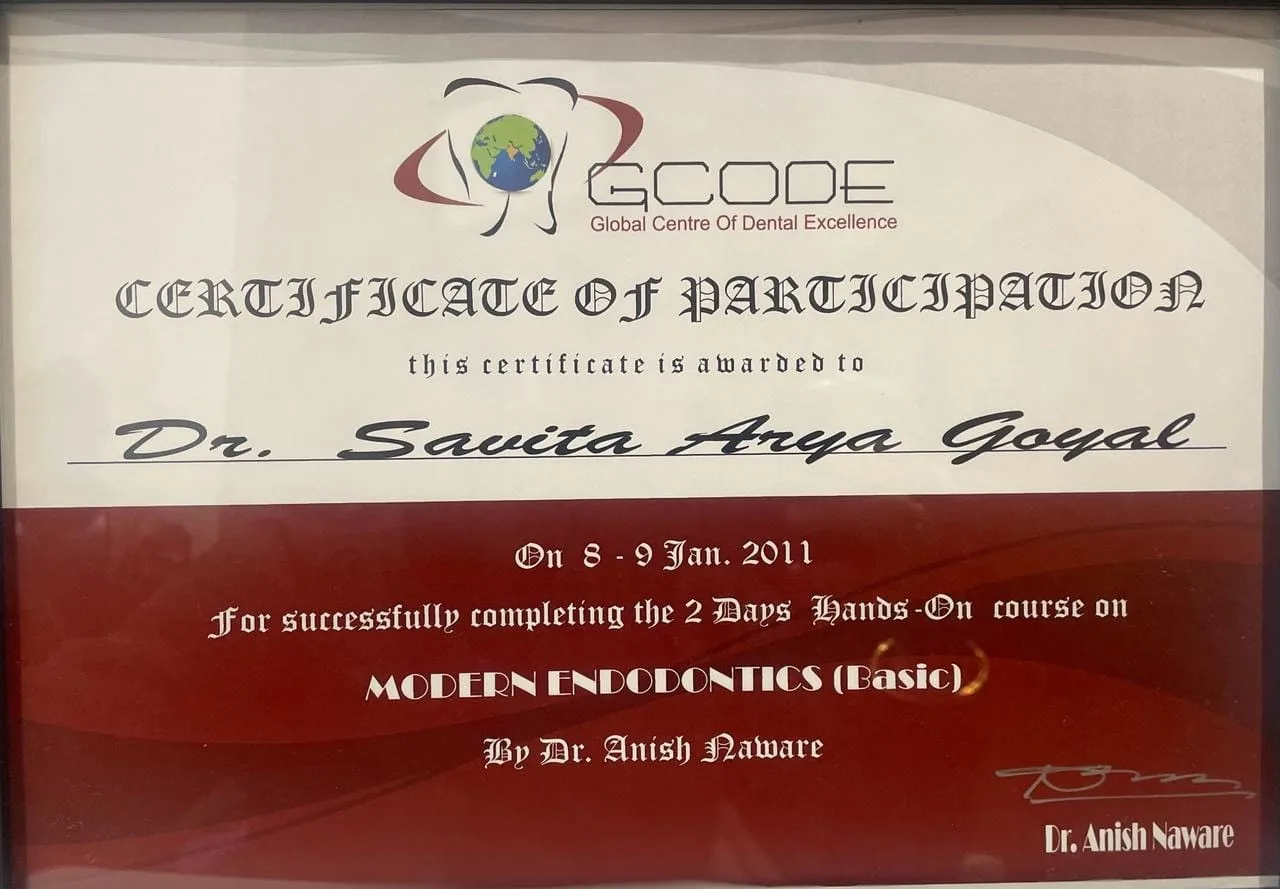 GCODE
Global Centre Of Dental Excellence
CERTIFICATE OF PARTICIPATION
this certificate is awarded to
Dr. Savita Arya Goyal
On 8 - 9 Jan. 2011
For successfully completing the 2 Days Hands-On course on
MODERN ENDODONTICS (Basic)
By Dr. Anish Naware
Dr. Anish Naware